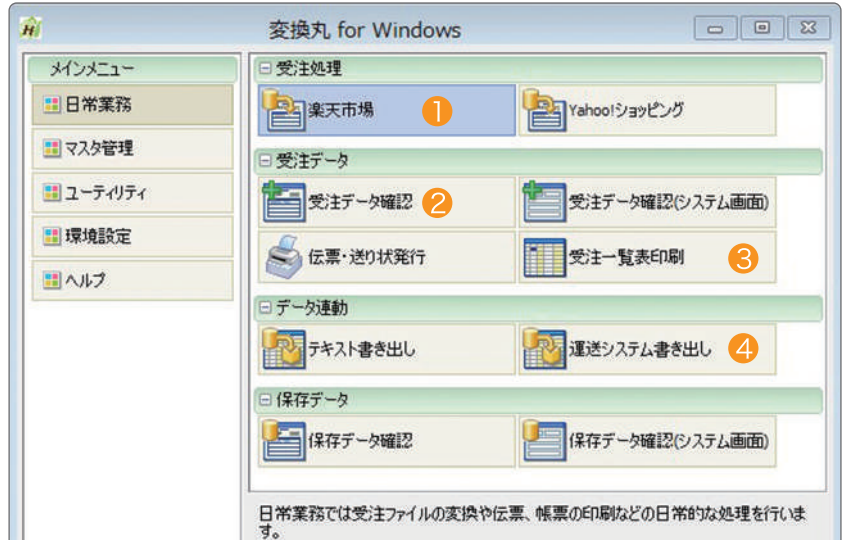 変換丸 for Windows
メインメニュー
日常業務
マスタ管理
ユーティリティ
環境設定
ヘルプ
受注処理
楽天市場 1
Yahoo!ショッピング
受注データ
受注データ確認 2
受注データ確認(システム画面)
伝票・送り状発行
受注一覧表印刷 3
データ連動
テキスト書き出し
運送システム書き出し 4
保存データ
保存データ確認
保存データ確認(システム画面)
日常業務では受注ファイルの変換や伝票、帳票の印刷などの日常的な処理を行いま
す。